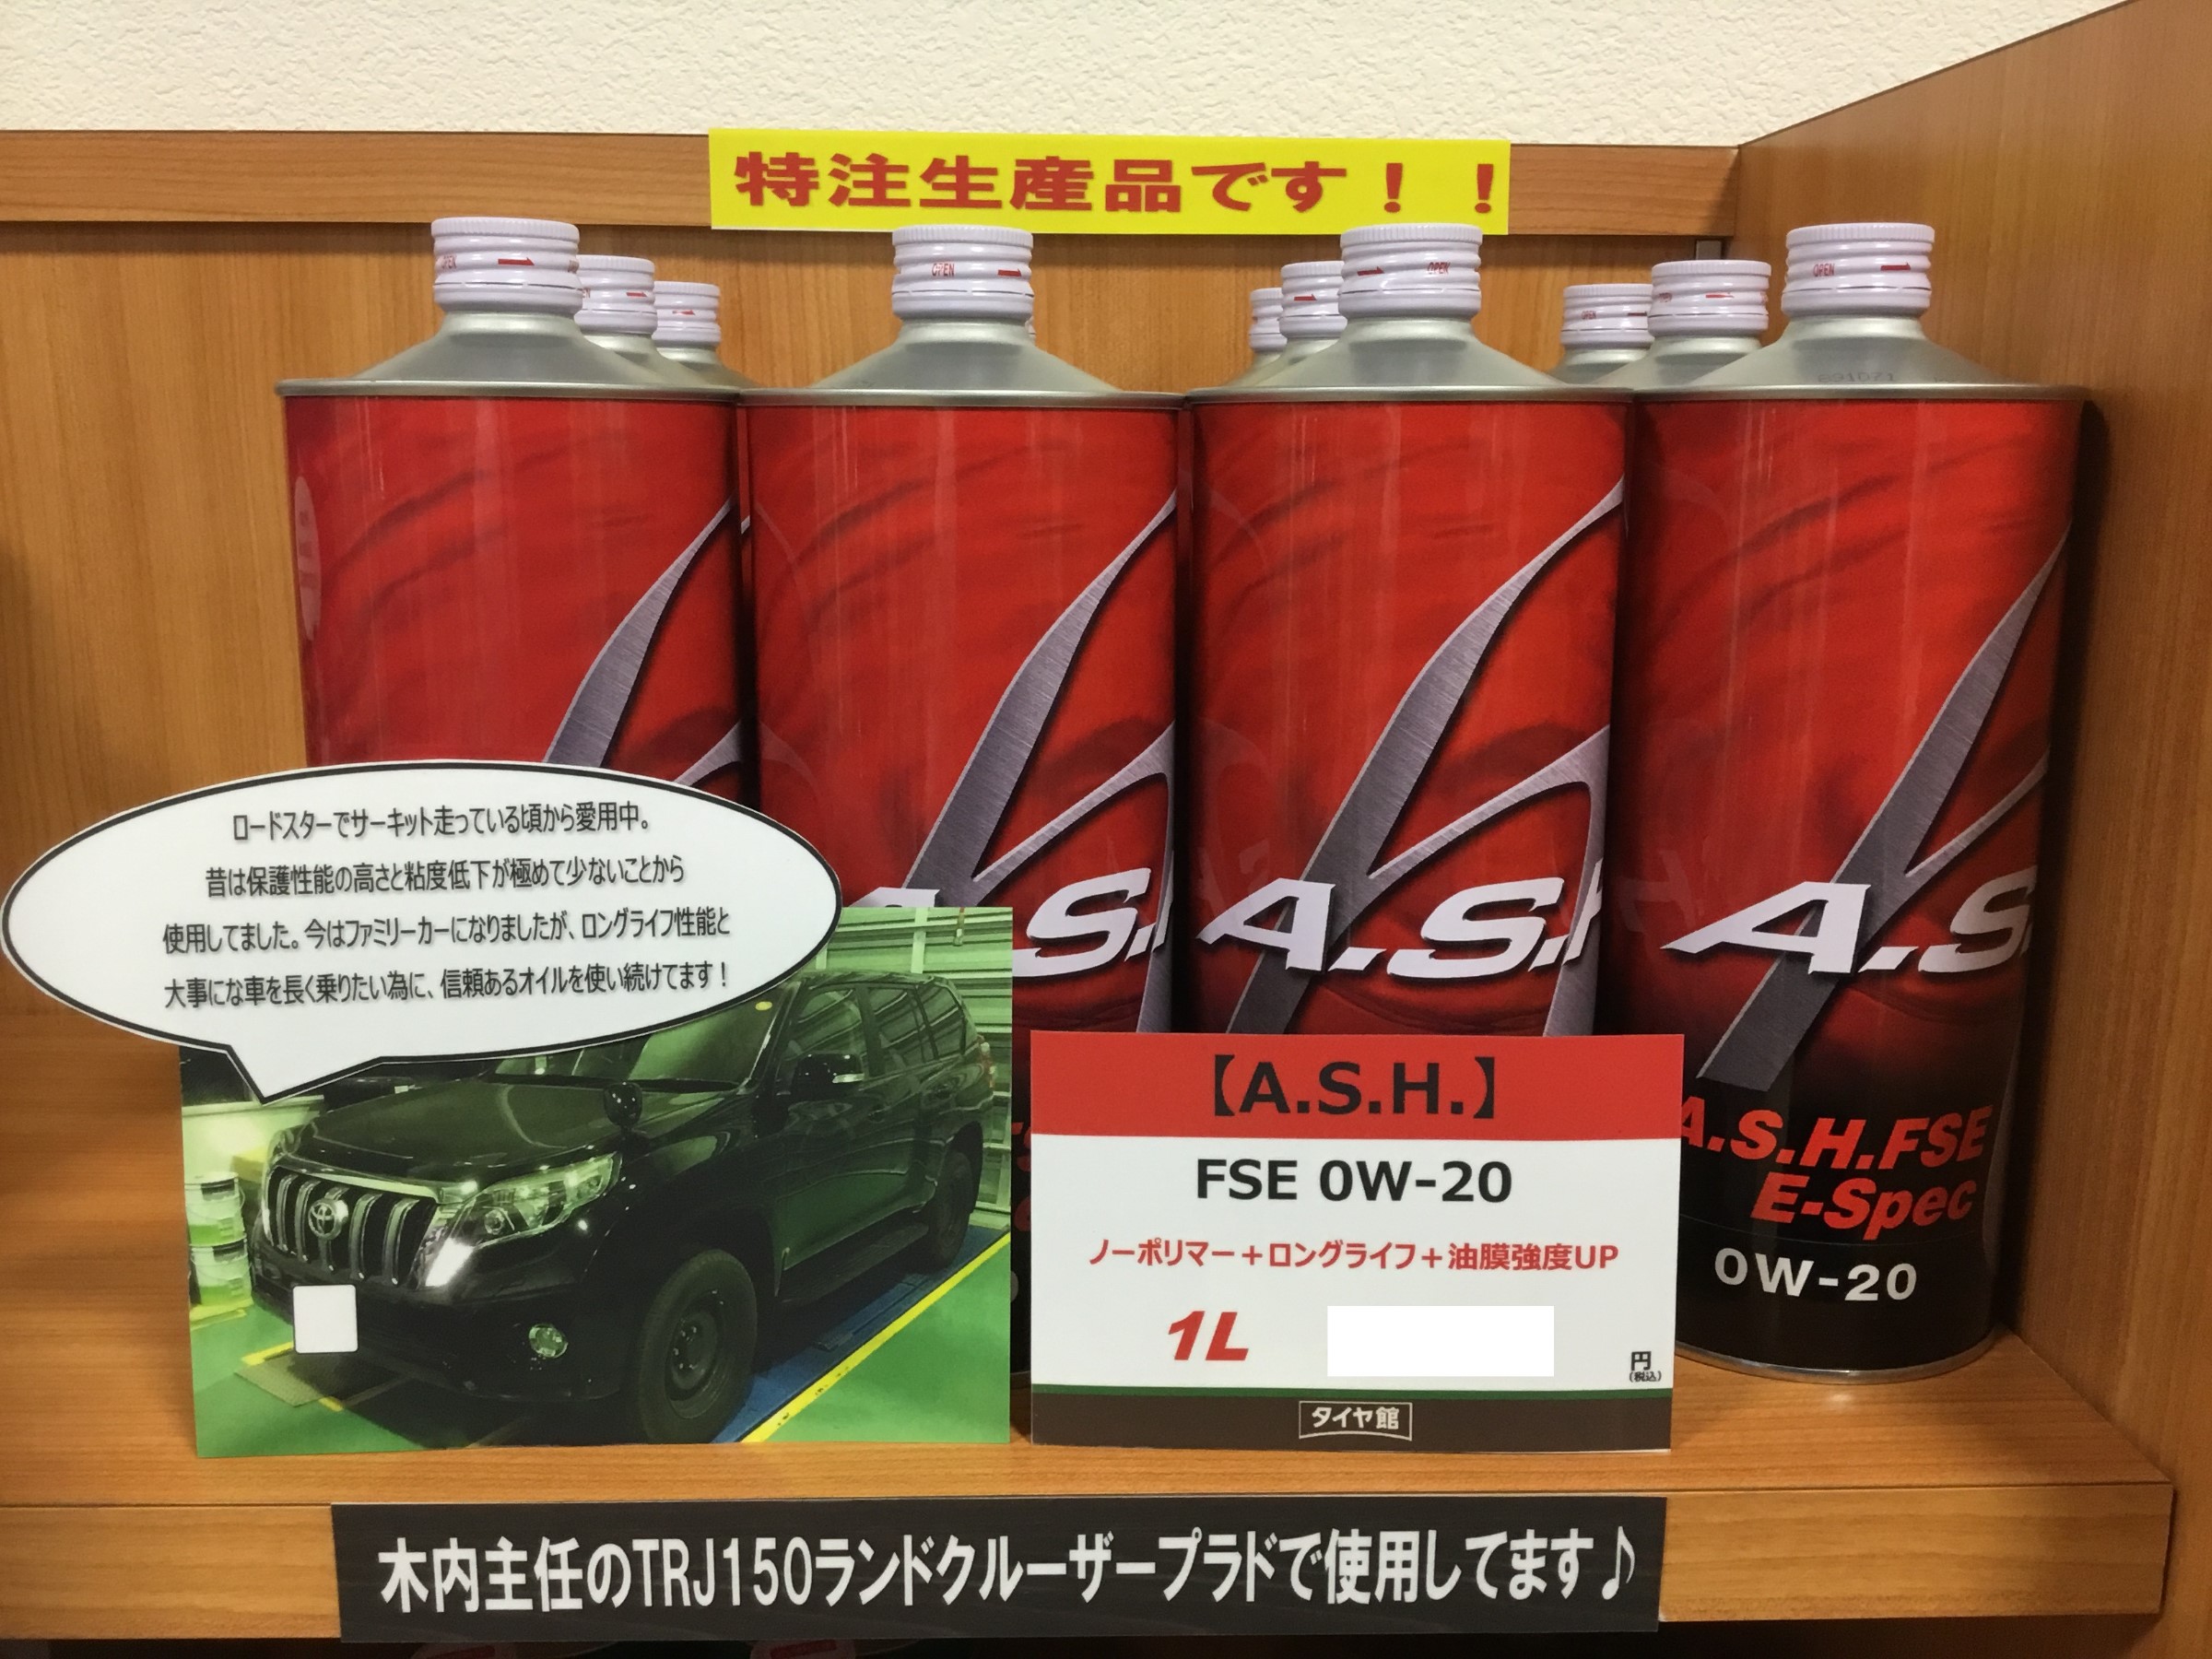 特注生産品です！！
OPEN
OPEN
OPEN
OPEN
ロードスターでサーキット走っている頃から愛用中。
昔は保護性能の高さと粘度低下が極めて少ないことから
使用してました。今はファミリーカーになりましたが、ロングライフ性能と
大事にな車を長く乗りたい為に、信頼あるオイルを使い続けてます！
A.S.
A.S.
A.S.
A.S.H.FSE
E-Spec
0W-20
【A.S.H.】
FSE 0W-20
ノーポリマー＋ロングライフ＋油膜強度UP
1L
円
(税込)
タイヤ館
木内主任のTRJ150ランドクルーザープラドで使用してます♪